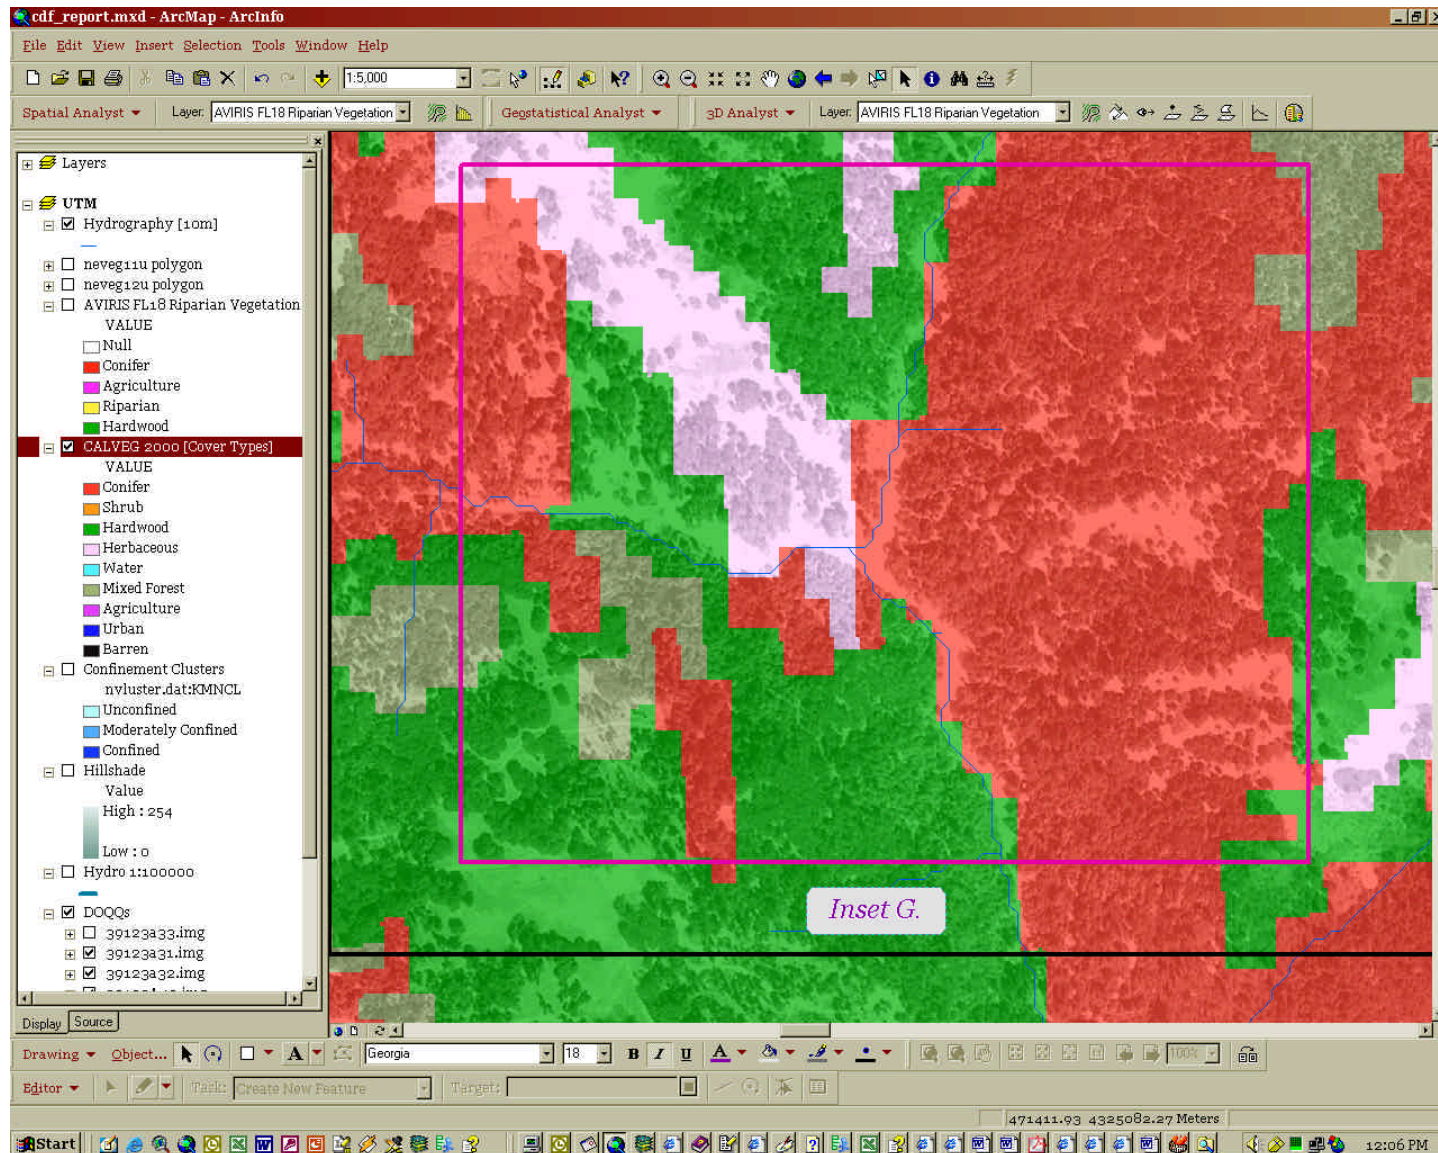 cdf_report.mxd - ArcMap - ArcInfo
File Edit View Insert Selection Tools Window Help
1:5,000
Spatial Analyst Layer: AVIRIS FL18 Riparian Vegetation Geostatistical Analyst 3D Analyst Layer: AVIRIS FL18 Riparian Vegetation
Layers
UTM
Hydrography [10m]
neveg11u polygon
neveg12u polygon
AVIRIS FL18 Riparian Vegetation
VALUE
Null
Conifer
Agriculture
Riparian
Hardwood
CALVEG 2000 [Cover Types]
VALUE
Conifer
Shrub
Hardwood
Herbaceous
Water
Mixed Forest
Agriculture
Urban
Barren
Confinement Clusters
nvluster.dat:KMNCL
Unconfined
Moderately Confined
Confined
Hillshade
Value
High : 254
Low : 0
Hydro 1:100000
DOQQs
39123a33.img
39123a31.img
39123a32.img
Inset G.
Display Source
Drawing Object... A Georgia 18 B I U A 100%
Editor Task: Create New Feature Target:
471411.93 4325082.27 Meters
Start 12:06 PM